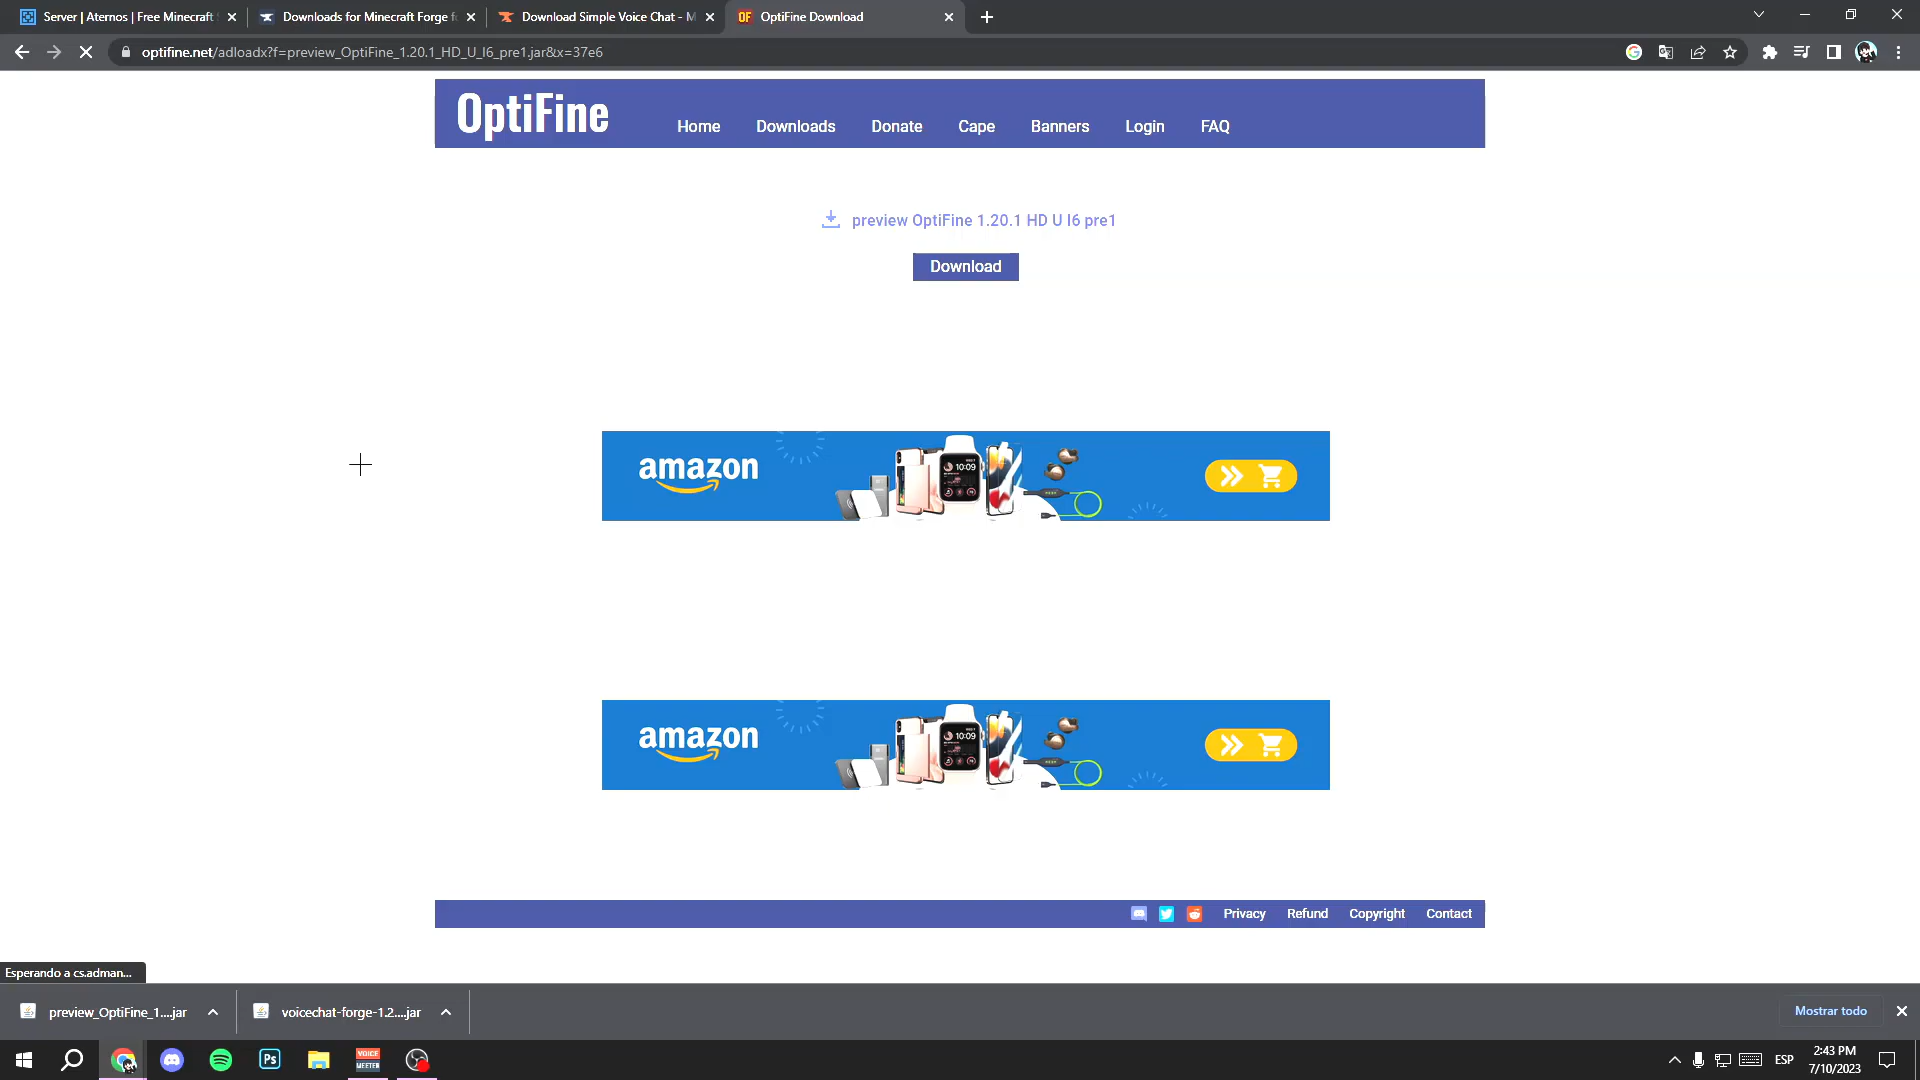 Server | Aternos | Free Minecraft
Downloads for Minecraft Forge f
Download Simple Voice Chat - M
OF OptiFine Download
optifine.net/adloadx?f=preview_OptiFine_1.20.1_HD_U_I6_pre1.jar&x=37e6
OptiFine
Home
Downloads
Donate
Cape
Banners
Login
FAQ
preview OptiFine 1.20.1 HD U I6 pre1
Download
amazon
10:09
amazon
10:09
Privacy
Refund
Copyright
Contact
Esperando a cs.adman...
preview_OptiFine_1....jar
voicechat-forge-1.2....jar
Mostrar todo
Ps
VOICE
MEETER
ESP
2:43 PM
7/10/2023